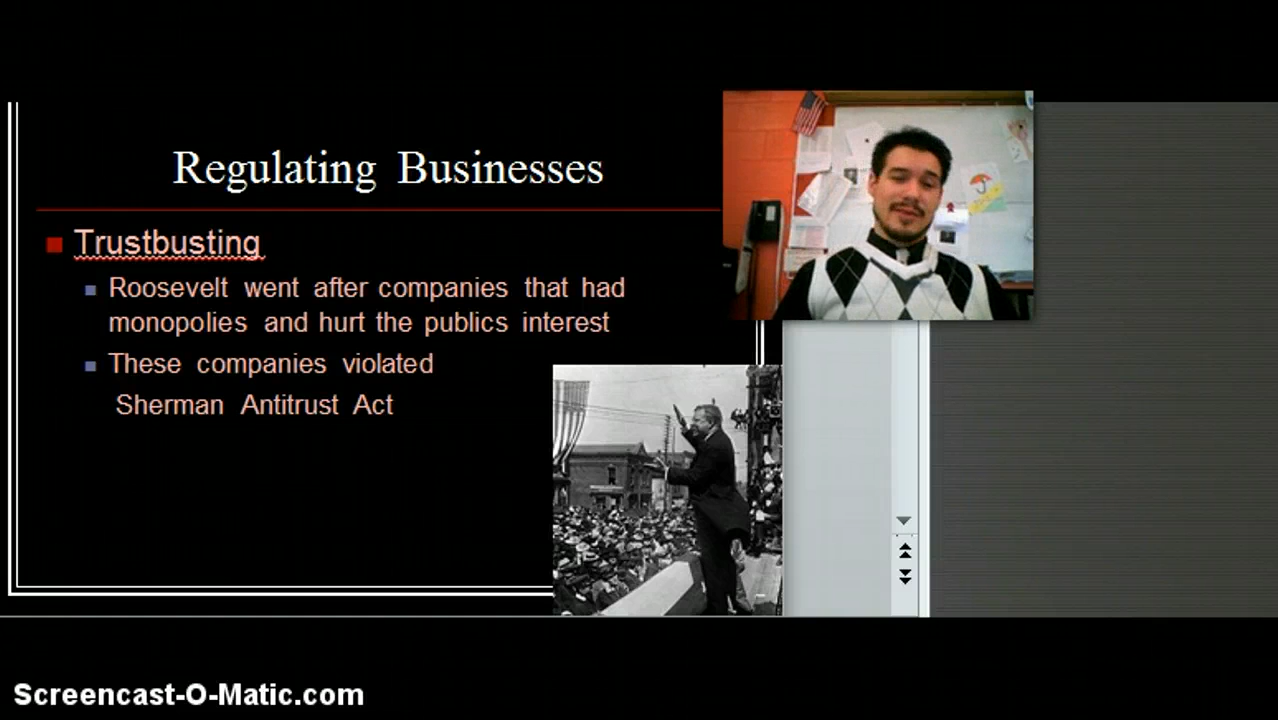 Regulating Businesses
Trustbusting
Roosevelt went after companies that had
monopolies and hurt the publics interest
These companies violated
Sherman Antitrust Act
Screencast-O-Matic.com